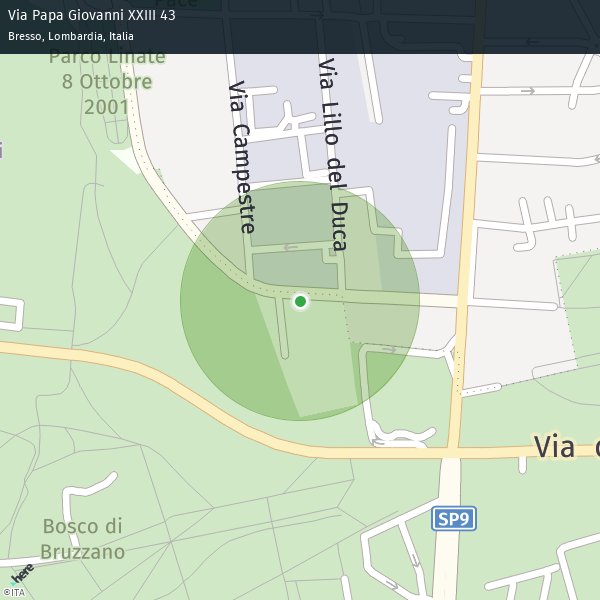 Via Papa Giovanni XXIII 43
Bresso, Lombardia, Italia
Pace
Parco Linate
8 Ottobre
2001
Via Campestre
Via Lillo del Duca
i
Via
SP9
Bosco di
Bruzzano
here
©ITA